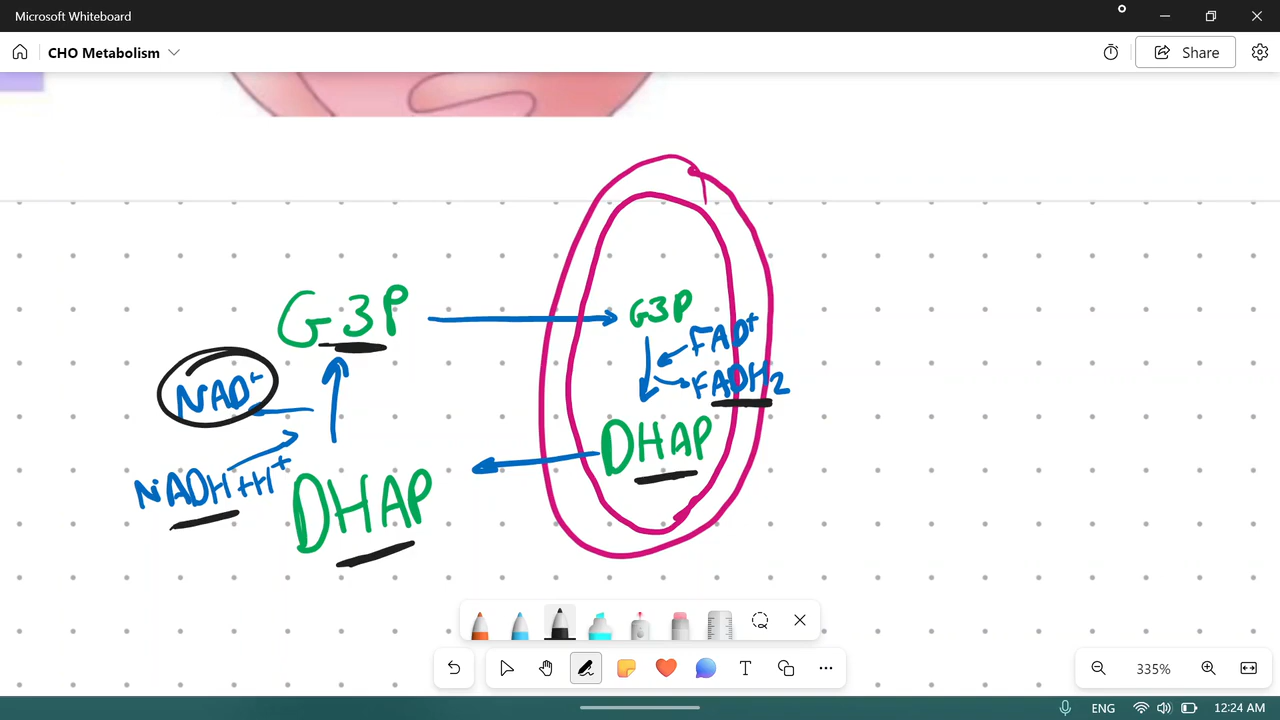 Microsoft Whiteboard
CHO Metabolism
Share
G3P
G3P
FAD+
NAD+
FADH2
DHAP
NADH+H+
DHAP
T
335%
ENG
12:24 AM